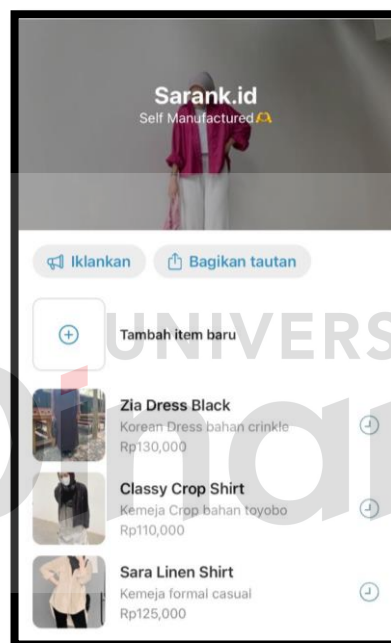 Sarank.id
Self Manufactured🫶
Iklankan
Bagikan tautan
Tambah item baru
UNIVERS
Dinar
Zia Dress Black
Korean Dress bahan crinkle
Rp130,000
Classy Crop Shirt
Kemeja Crop bahan toyobo
Rp110,000
Sara Linen Shirt
Kemeja formal casual
Rp125,000